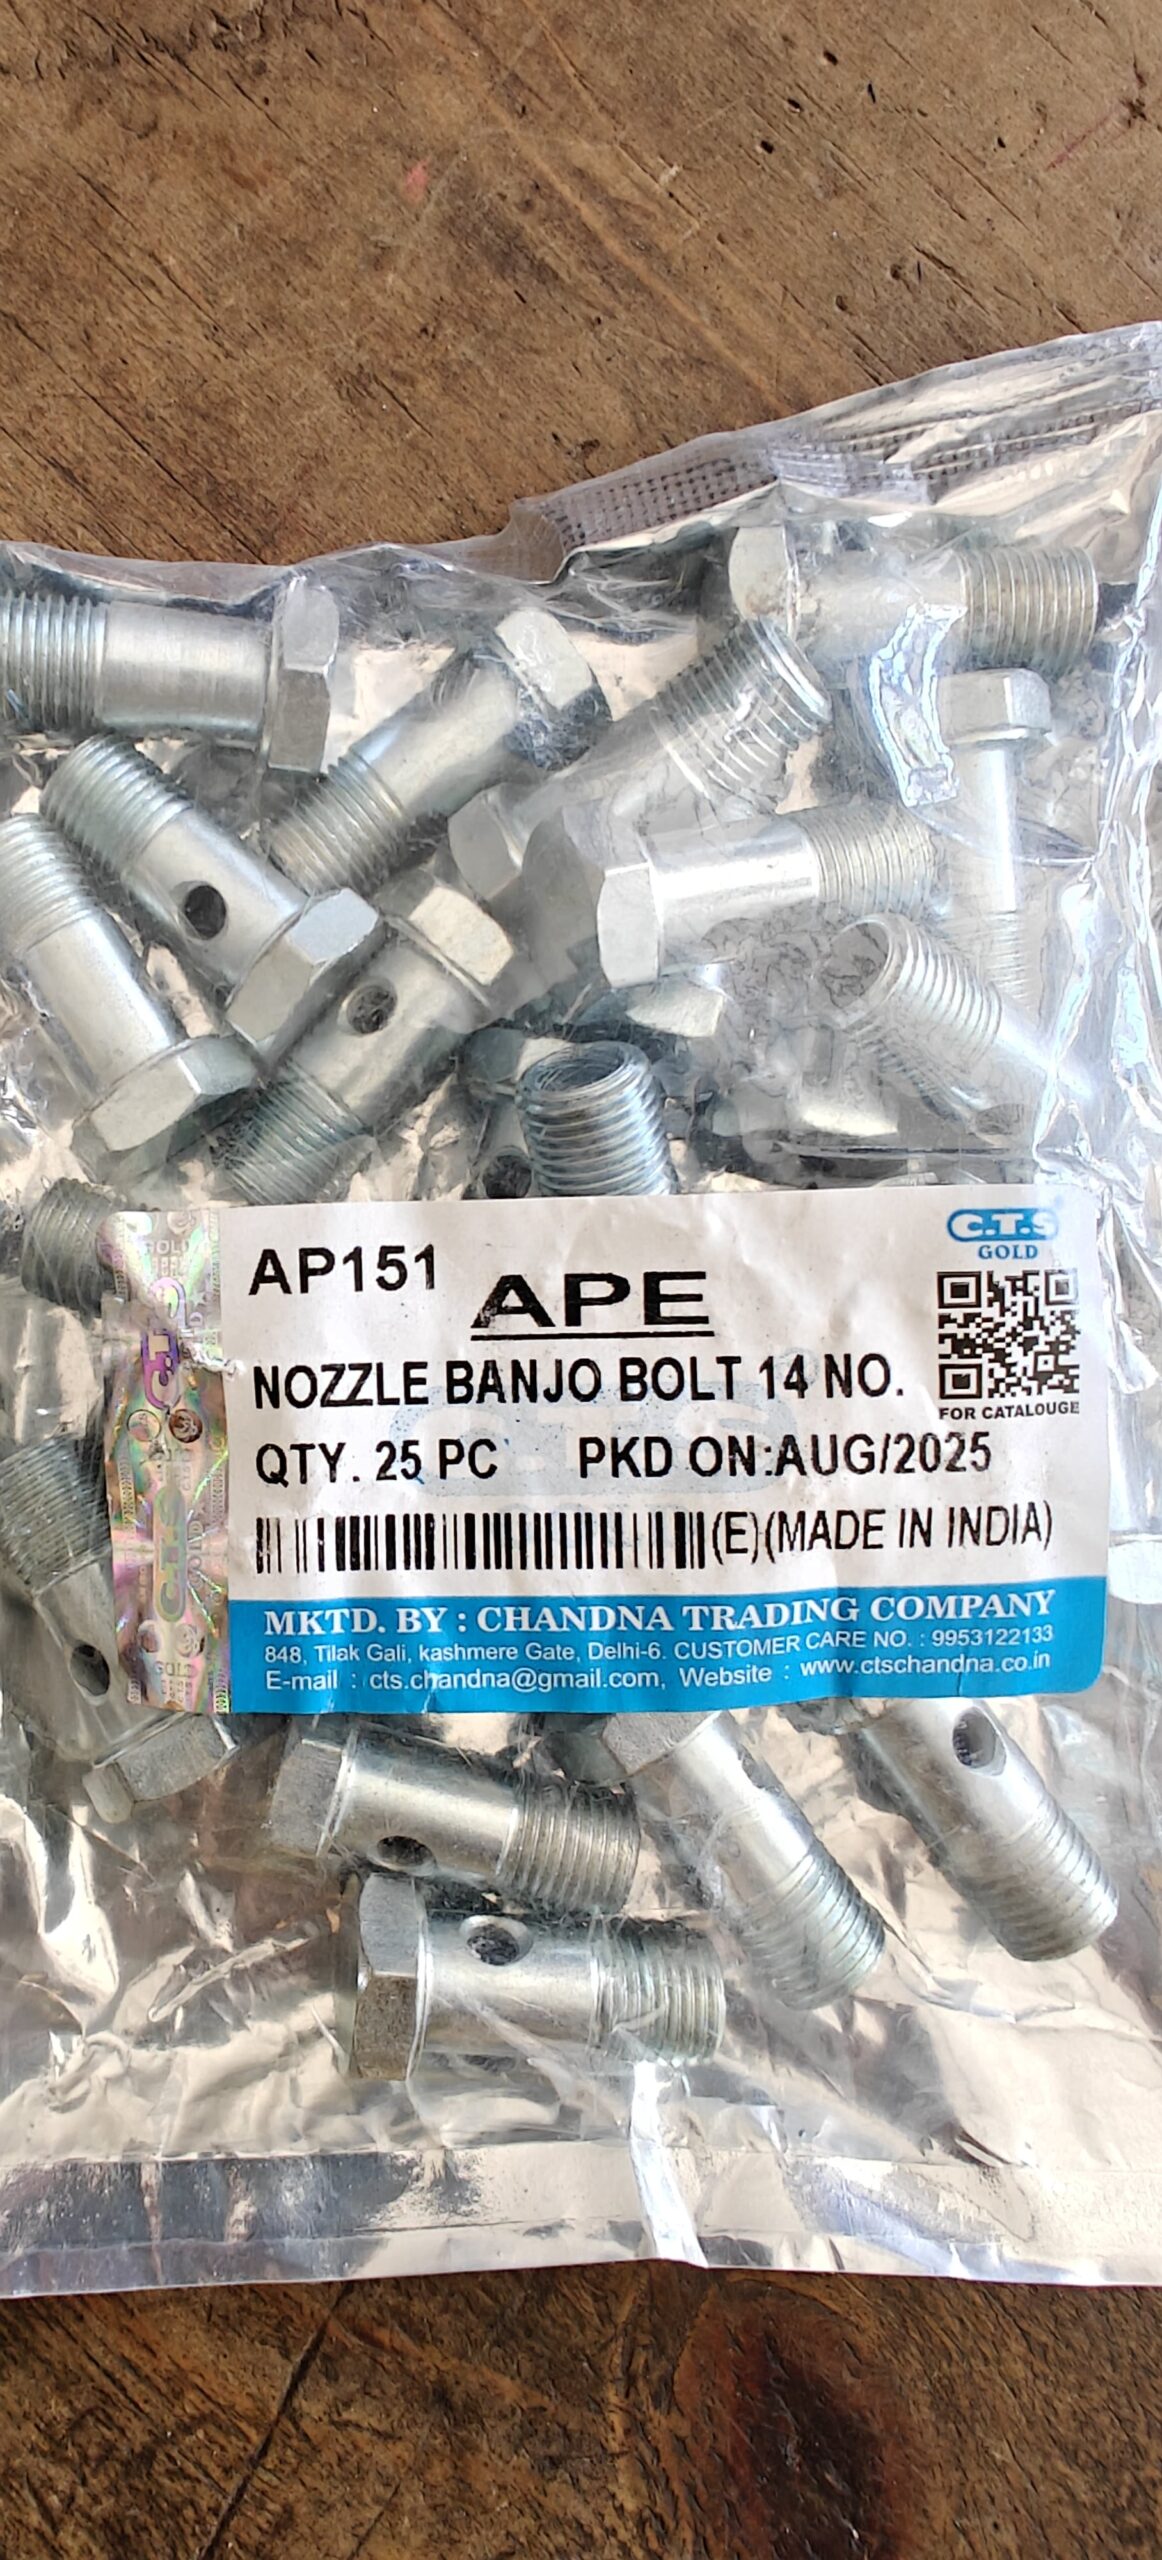 AP151
APE
C.T.S
GOLD
NOZZLE BANJO BOLT 14 NO.
FOR CATALOUGE
QTY. 25 PC PKD ON:AUG/2025
(E)(MADE IN INDIA)
MKTD. BY : CHANDNA TRADING COMPANY
848, Tilak Gali, kashmere Gate, Delhi-6. CUSTOMER CARE NO. : 9953122133
E-mail : cts.chandna@gmail.com, Website : www.ctschandna.co.in